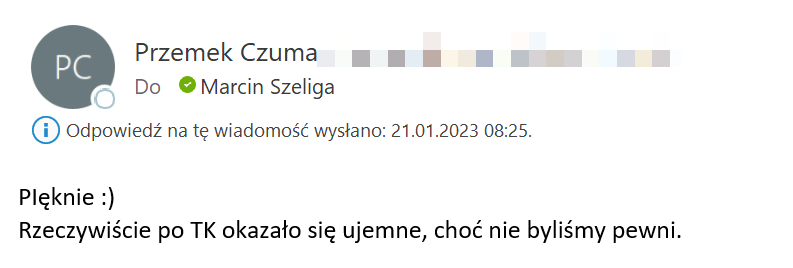 PC
Przemek Czuma
Do Marcin Szeliga
Odpowiedź na tę wiadomość wysłano: 21.01.2023 08:25.
PIęknie :)
Rzeczywiście po TK okazało się ujemne, choć nie byliśmy pewni.